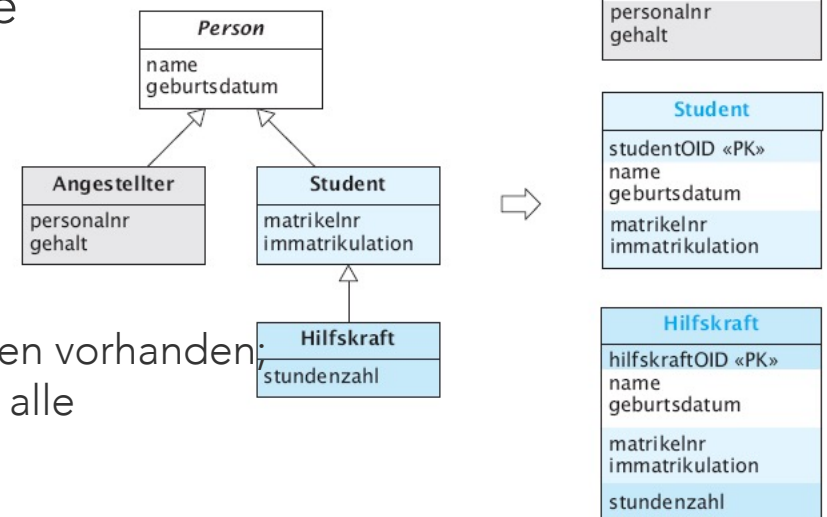 e
Person
name
geburtsdatum
Angestellter
personalnr
gehalt
Student
matrikelnr
immatrikulation
Hilfskraft
stundenzahl
en vorhanden;
alle
personalnr
gehalt
Student
studentOID «PK»
name
geburtsdatum
matrikelnr
immatrikulation
Hilfskraft
hilfskraftOID «PK»
name
geburtsdatum
matrikelnr
immatrikulation
stundenzahl